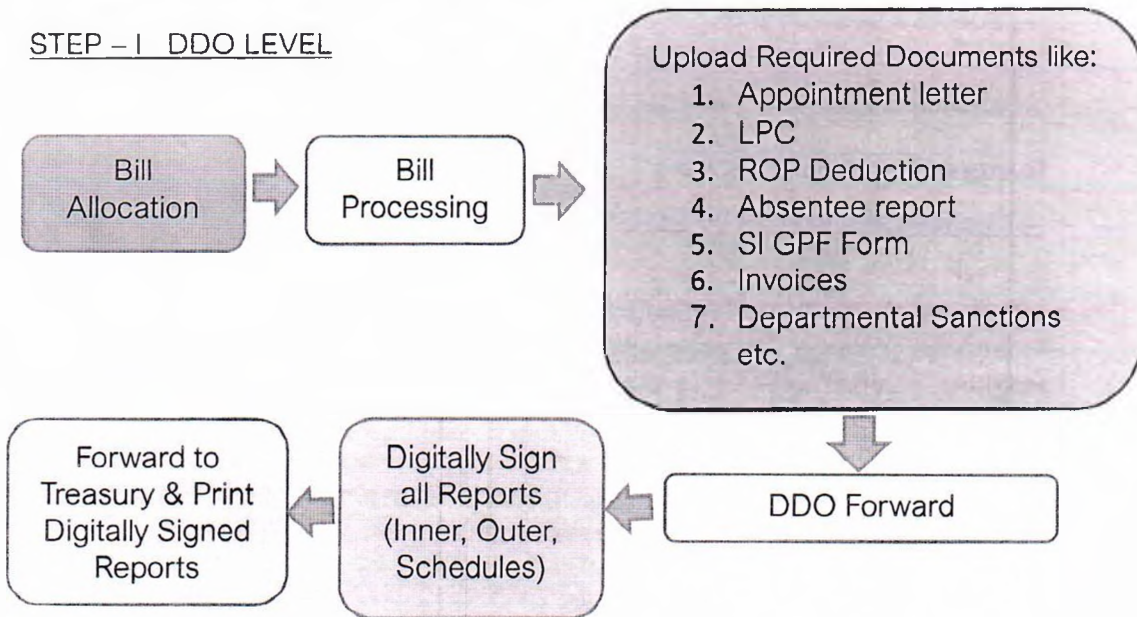 STEP – I DDO LEVEL
Bill
Allocation
Bill
Processing
Upload Required Documents like:
1. Appointment letter
2. LPC
3. ROP Deduction
4. Absentee report
5. SI GPF Form
6. Invoices
7. Departmental Sanctions
etc.
DDO Forward
Digitally Sign
all Reports
(Inner, Outer,
Schedules)
Forward to
Treasury & Print
Digitally Signed
Reports